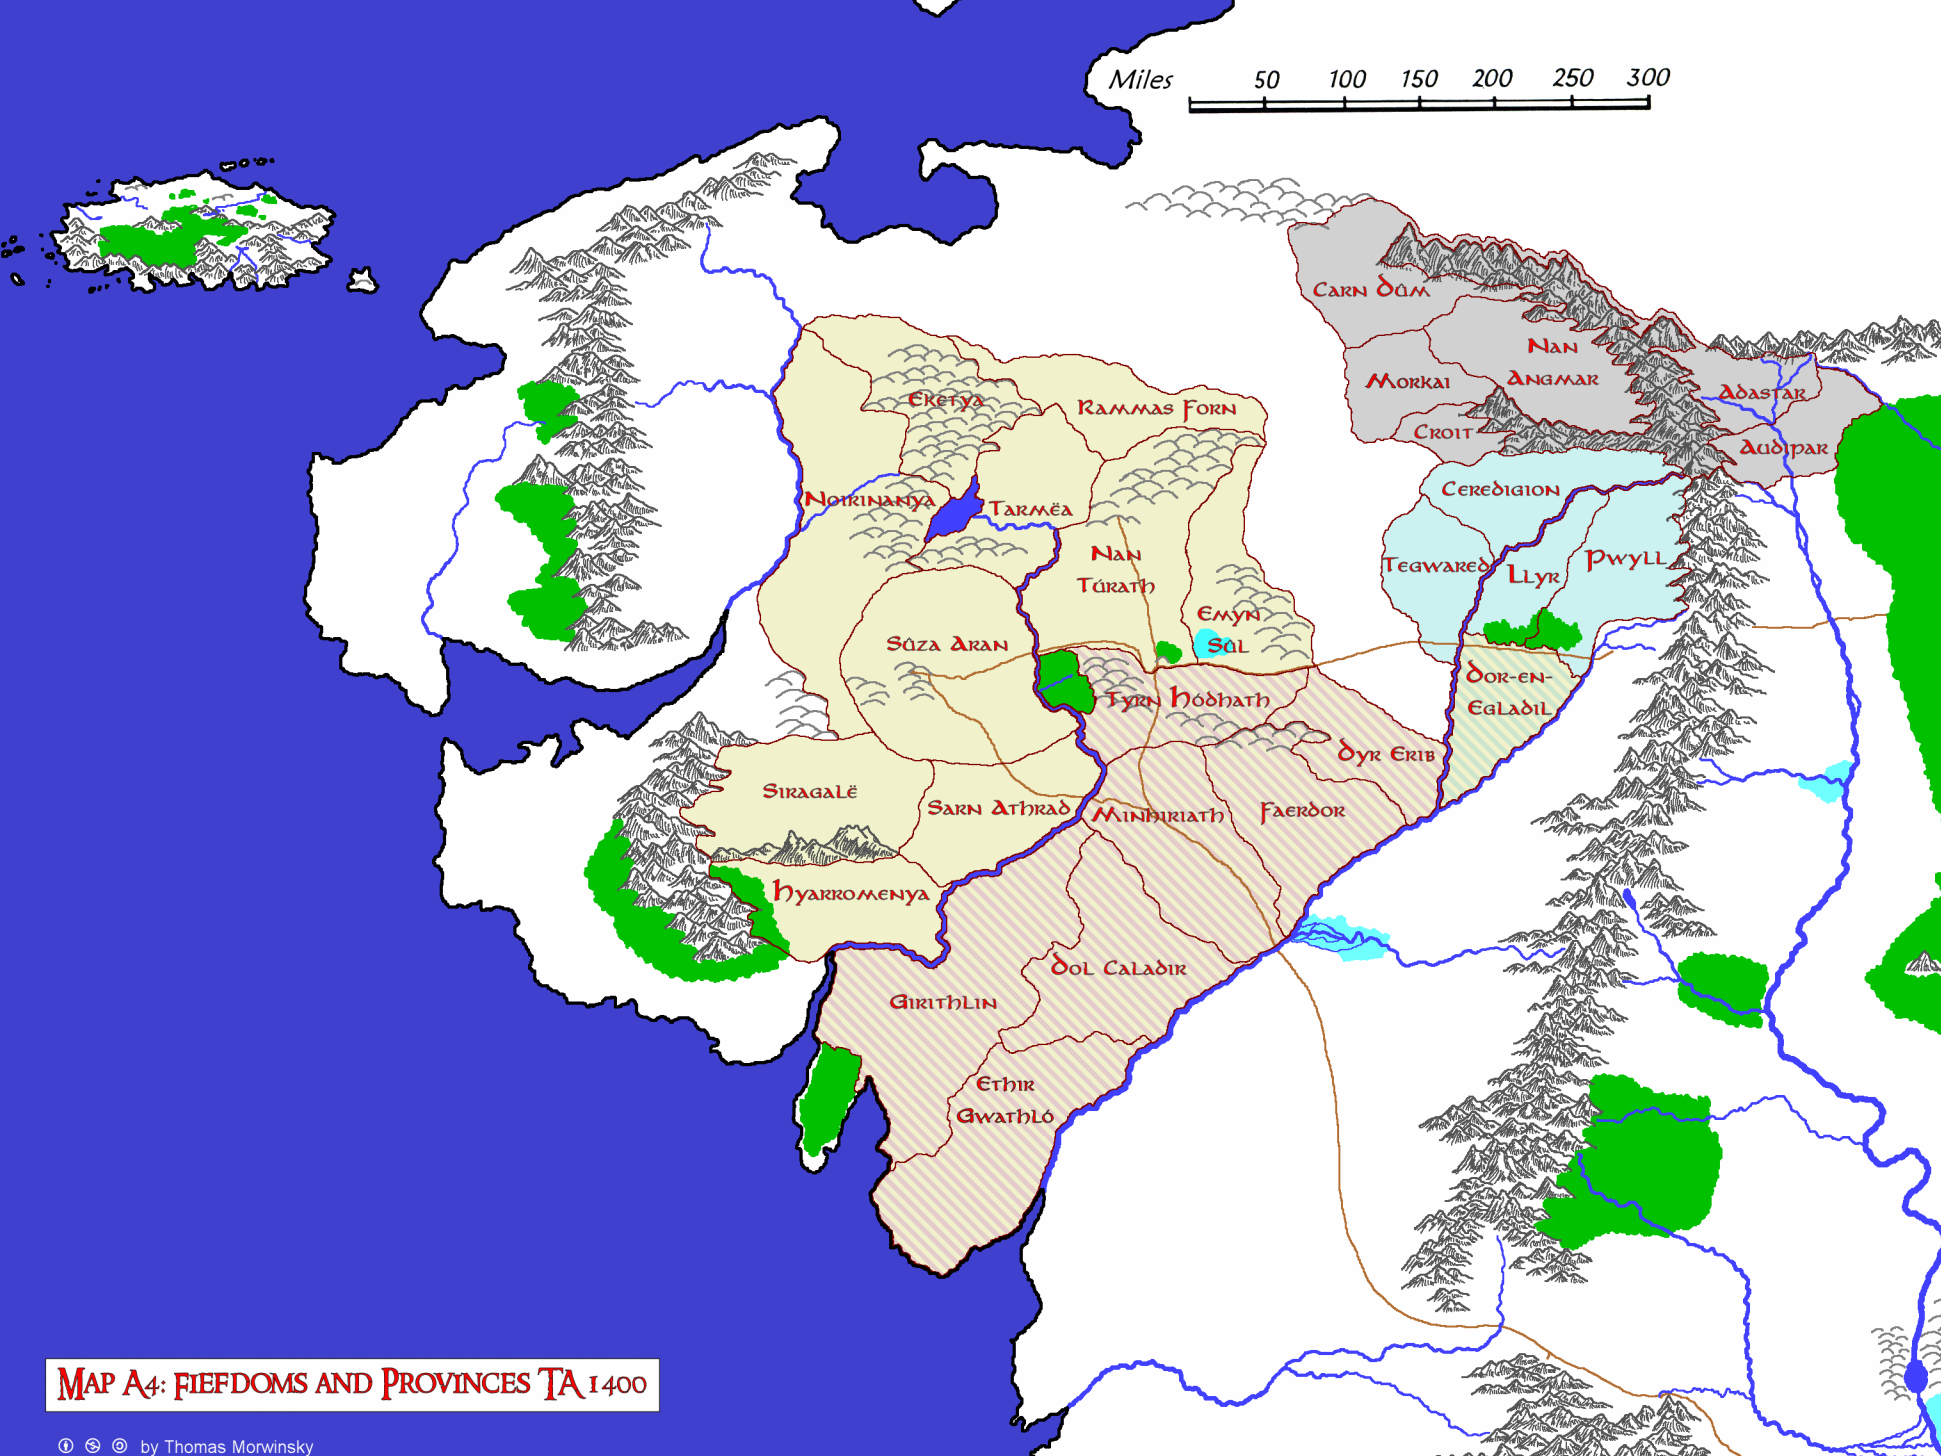 Miles 50 100 150 200 250 300
Carn Dûm
Nan
Angmar
Morkai
Adastar
Croit
Audipar
Eketya
Rammas Forn
Ceredigion
Noirinanya
Tarmëa
Nan
Túrath
Tegwared
Llyr
Pwyll
Emyn
Sûl
Sûza Aran
Dor-en-
Egladil
Tyrn Hódhath
Dyr Erib
Siragalë
Sarn Athrad
Minhiriath
Faerdor
Hyarromenya
Dol Caladir
Girithlin
Ethir
Gwathló
Map A4: Fiefdoms and Provinces TA 1400
by Thomas Morwinsky